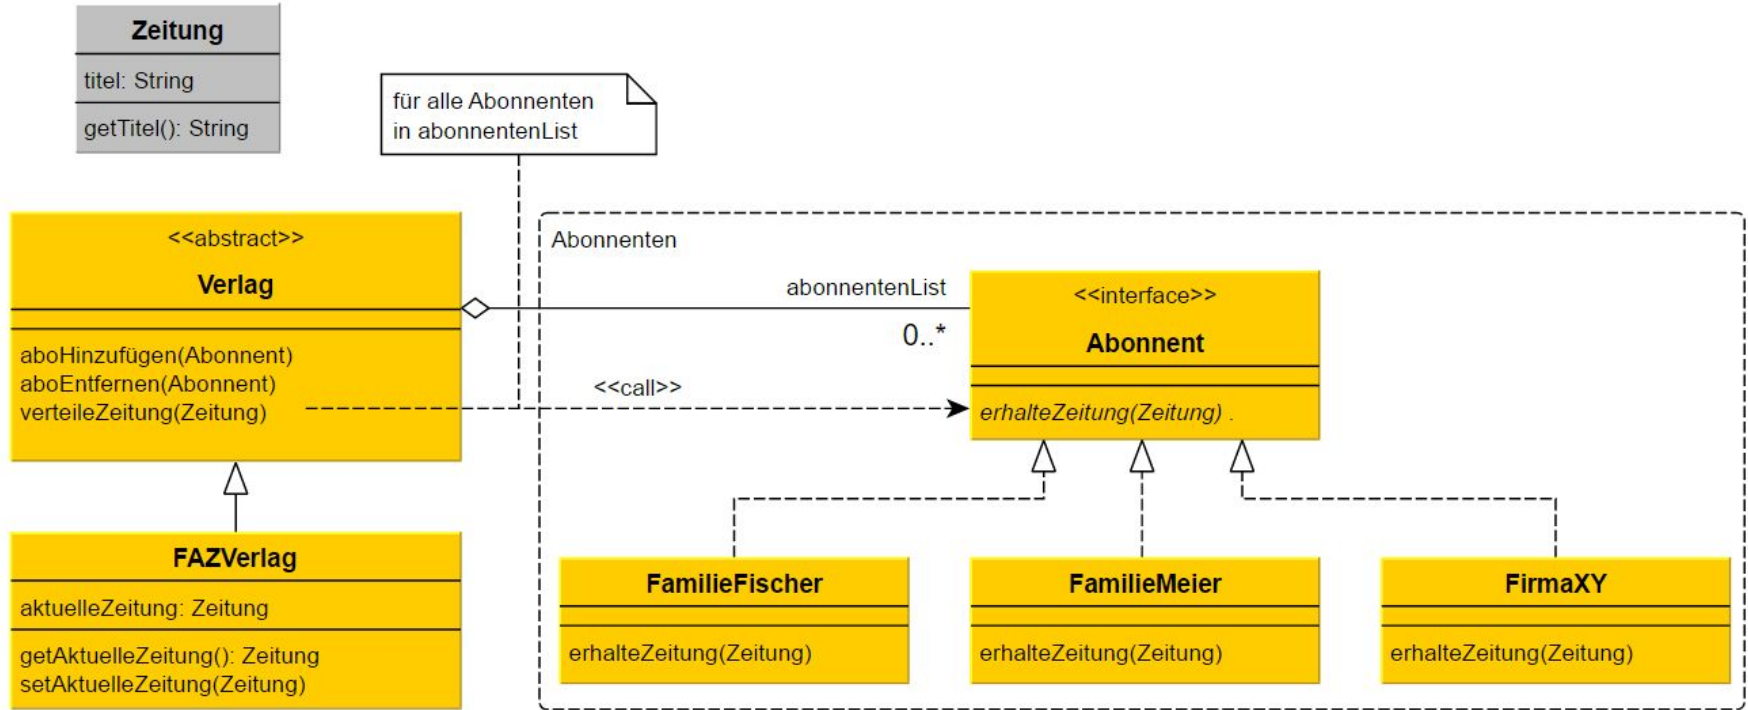 Zeitung
titel: String
getTitel(): String
für alle Abonnenten
in abonnentenList
<<abstract>>
Verlag
aboHinzufügen(Abonnent)
aboEntfernen(Abonnent)
verteileZeitung(Zeitung)
Abonnenten
abonnentenList
0..*
<<call>>
<<interface>>
Abonnent
erhalteZeitung(Zeitung) .
FAZVerlag
aktuelleZeitung: Zeitung
getAktuelleZeitung(): Zeitung
setAktuelleZeitung(Zeitung)
FamilieFischer
erhalteZeitung(Zeitung)
FamilieMeier
erhalteZeitung(Zeitung)
FirmaXY
erhalteZeitung(Zeitung)